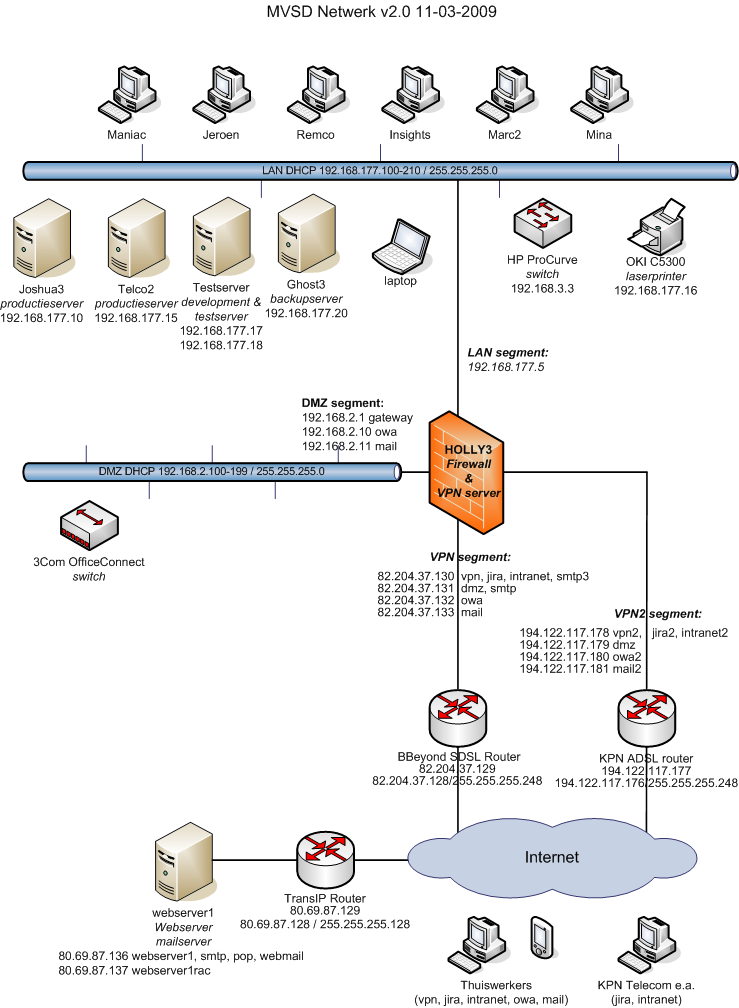 MVSD Netwerk v2.0 11-03-2009
Maniac
Jeroen
Remco
Insights
Marc2
Mina
LAN DHCP 192.168.177.100-210 / 255.255.255.0
Joshua3
productieserver
192.168.177.10
Telco2
productieserver
192.168.177.15
Testserver
development &
testserver
192.168.177.17
192.168.177.18
Ghost3
backupserver
192.168.177.20
laptop
HP ProCurve
switch
192.168.3.3
OKI C5300
laserprinter
192.168.177.16
LAN segment:
192.168.177.5
DMZ segment:
192.168.2.1 gateway
192.168.2.10 owa
192.168.2.11 mail
HOLLY3
Firewall
&
VPN server
DMZ DHCP 192.168.2.100-199 / 255.255.255.0
3Com OfficeConnect
switch
VPN segment:
82.204.37.130 vpn, jira, intranet, smtp3
82.204.37.131 dmz, smtp
82.204.37.132 owa
82.204.37.133 mail
VPN2 segment:
194.122.117.178 vpn2, jira2, intranet2
194.122.117.179 dmz
194.122.117.180 owa2
194.122.117.181 mail2
BBeyond SDSL Router
82.204.37.129
82.204.37.128/255.255.255.248
KPN ADSL router
194.122.117.177
194.122.117.176/255.255.255.248
Internet
webserver1
Webserver
mailserver
80.69.87.136 webserver1, smtp, pop, webmail
80.69.87.137 webserver1rac
TransIP Router
80.69.87.129
80.69.87.128 / 255.255.255.128
Thuiswerkers
(vpn, jira, intranet, owa, mail)
KPN Telecom e.a.
(jira, intranet)